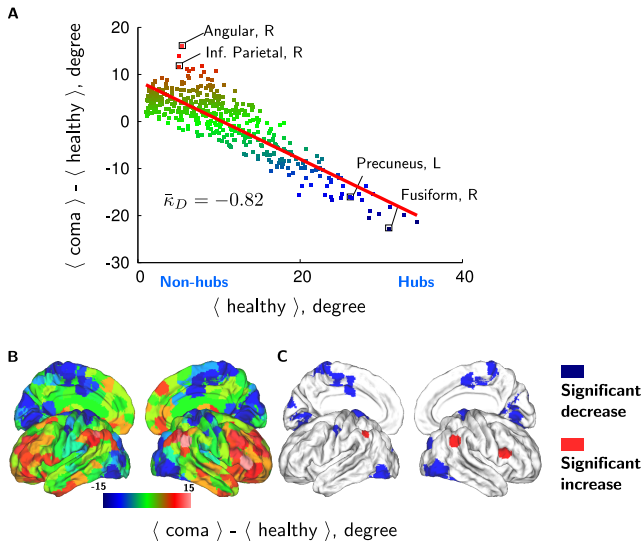 A
Angular, R
Inf. Parietal, R
Precuneus, L
Fusiform, R
κ̄_D = −0.82
20
10
0
-10
-20
-30
⟨ coma ⟩ - ⟨ healthy ⟩, degree
0
20
40
Non-hubs
Hubs
⟨ healthy ⟩, degree
B
C
-15
15
Significant
decrease
Significant
increase
⟨ coma ⟩ - ⟨ healthy ⟩, degree